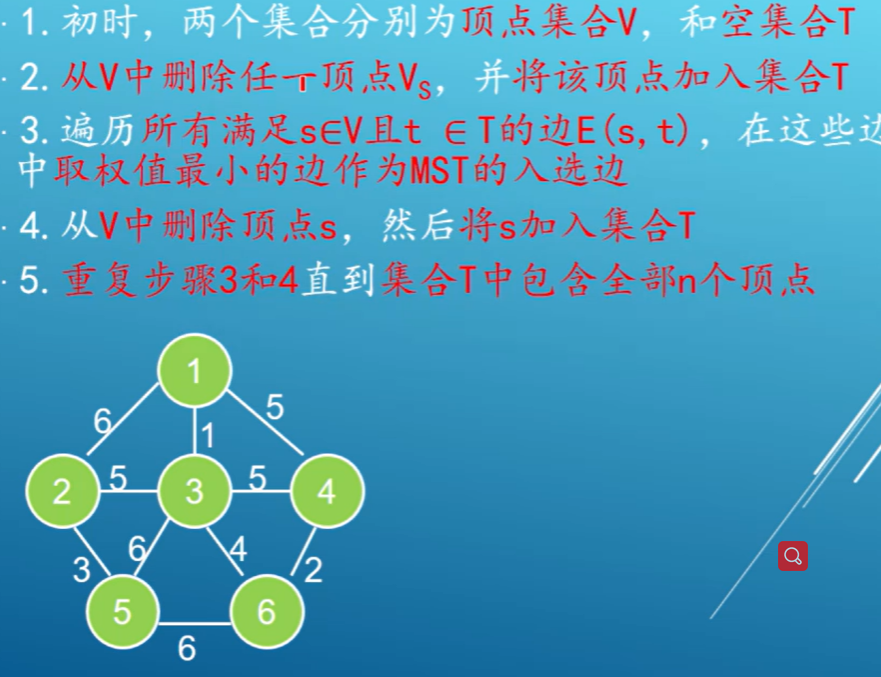 · 1. 初时，两个集合分别为顶点集合V，和空集合T
· 2. 从V中删除任一顶点Vs，并将该顶点加入集合T
· 3. 遍历所有满足s∈V且t ∈T的边E(s,t)，在这些边
中取权值最小的边作为MST的入选边
· 4. 从V中删除顶点s，然后将s加入集合T
· 5. 重复步骤3和4直到集合T中包含全部n个顶点
1
6
5
1
2
5
3
5
4
3
6
4
2
5
6
6